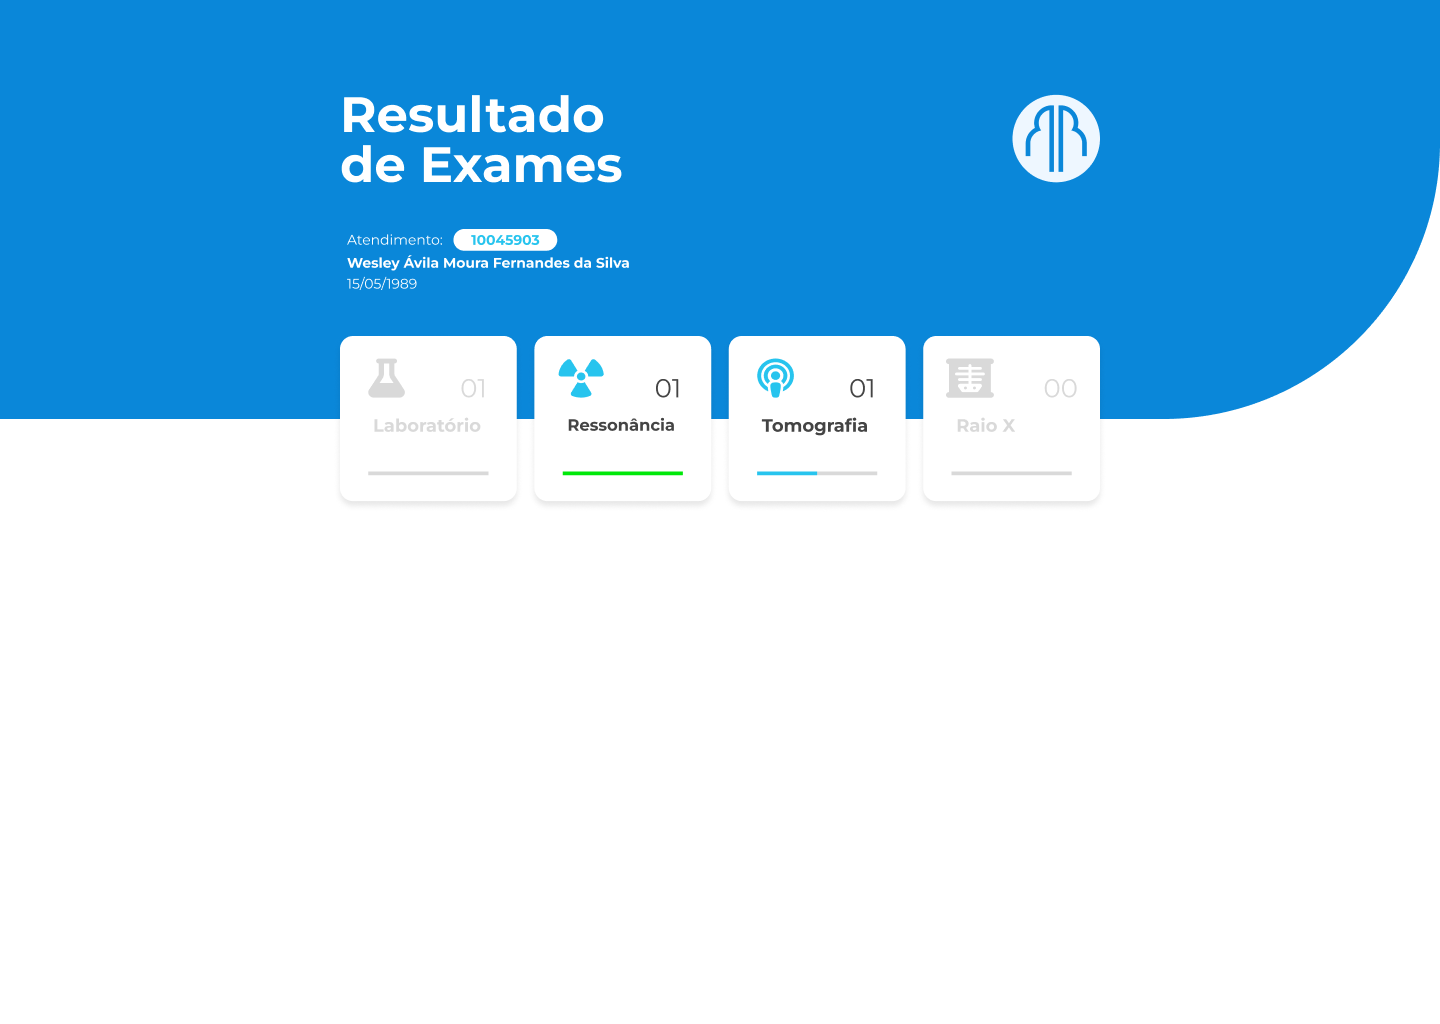 Resultado
de Exames
Atendimento: 10045903
Wesley Ávila Moura Fernandes da Silva
15/05/1989
01
Laboratório
01
Ressonância
01
Tomografia
00
Raio X